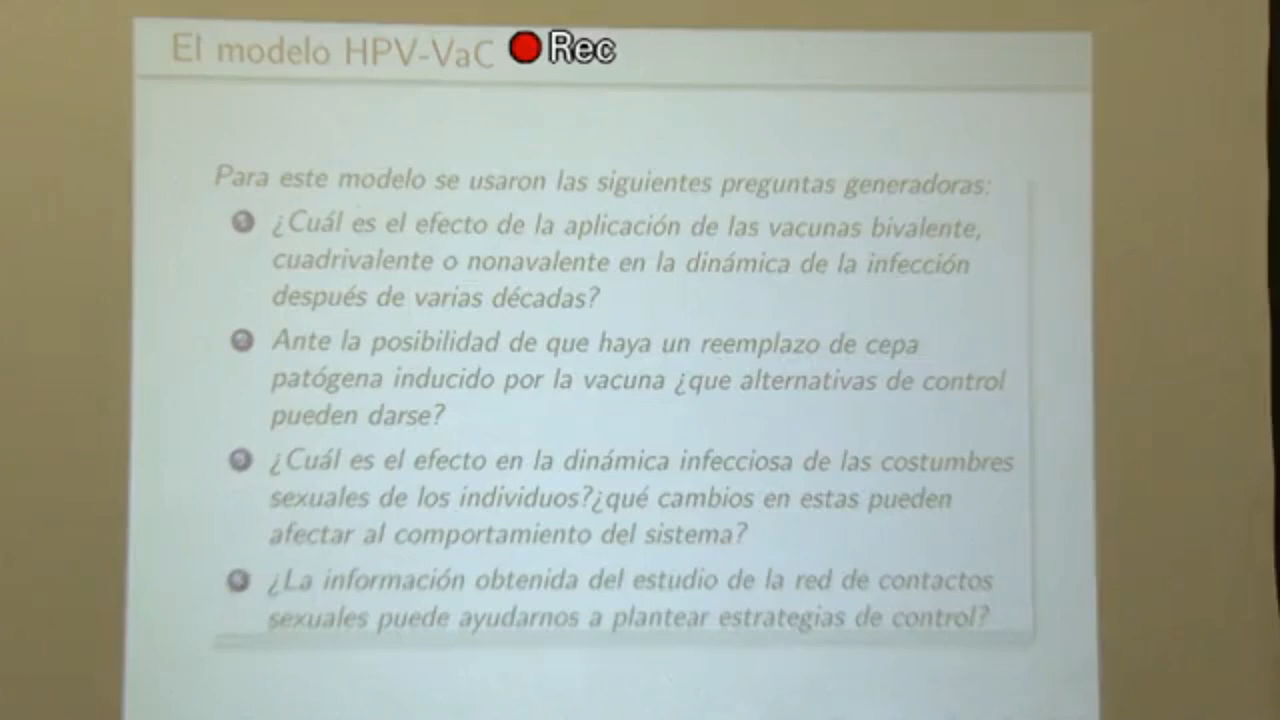 El modelo HPV-VaC Rec
Para este modelo se usaron las siguientes preguntas generadoras:
1 ¿Cuál es el efecto de la aplicación de las vacunas bivalente,
cuadrivalente o nonavalente en la dinámica de la infección
después de varias décadas?
2 Ante la posibilidad de que haya un reemplazo de cepa
patógena inducido por la vacuna ¿que alternativas de control
pueden darse?
3 ¿Cuál es el efecto en la dinámica infecciosa de las costumbres
sexuales de los individuos?¿qué cambios en estas pueden
afectar al comportamiento del sistema?
4 ¿La información obtenida del estudio de la red de contactos
sexuales puede ayudarnos a plantear estrategias de control?